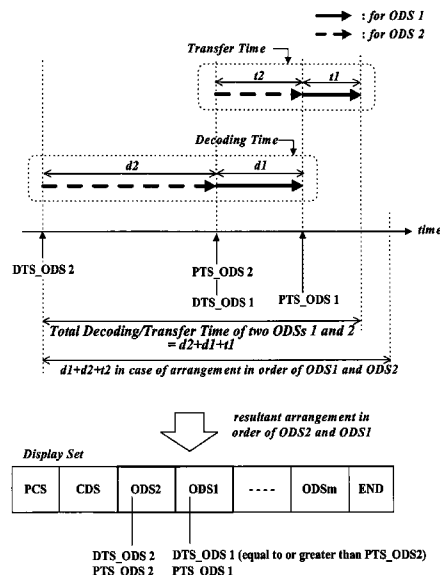 : for ODS 1
: for ODS 2
Transfer Time
t2
t1
Decoding Time
d2
d1
time
DTS_ODS 2
PTS_ODS 2
DTS_ODS 1
PTS_ODS 1
Total Decoding/Transfer Time of two ODSs 1 and 2
= d2+d1+t1
d1+d2+t2 in case of arrangement in order of ODS1 and ODS2
resultant arrangement in
order of ODS2 and ODS1
Display Set
PCS CDS ODS2 ODS1 ---- ODSm END
DTS_ODS 2 DTS_ODS 1 (equal to or greater than PTS_ODS2)
PTS_ODS 2 PTS_ODS 1